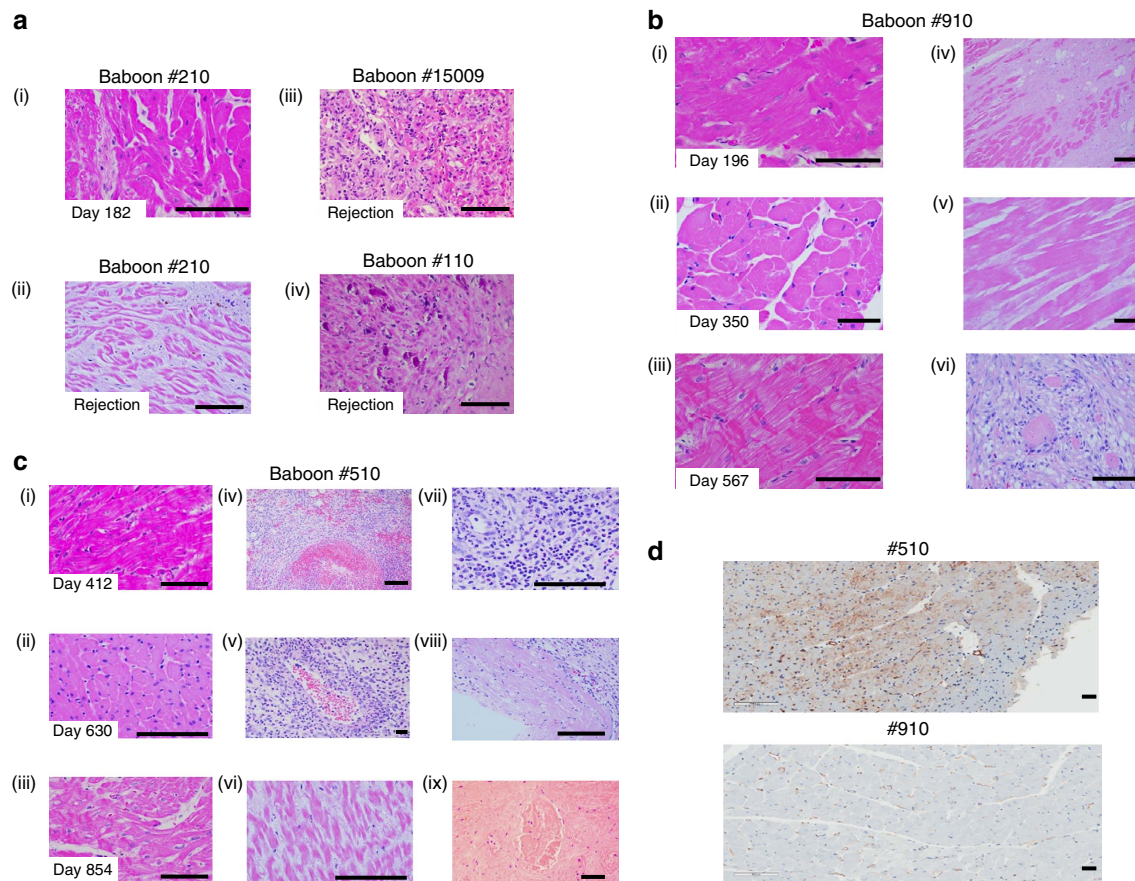 a
Baboon #210
(i)
Day 182
Baboon #15009
(iii)
Rejection
Baboon #210
(ii)
Rejection
Baboon #110
(iv)
Rejection
b
Baboon #910
(i)
Day 196
(iv)
(ii)
Day 350
(v)
(iii)
Day 567
(vi)
c
Baboon #510
(i)
Day 412
(iv)
(vii)
(ii)
Day 630
(v)
(viii)
(iii)
Day 854
(vi)
(ix)
d
#510
#910